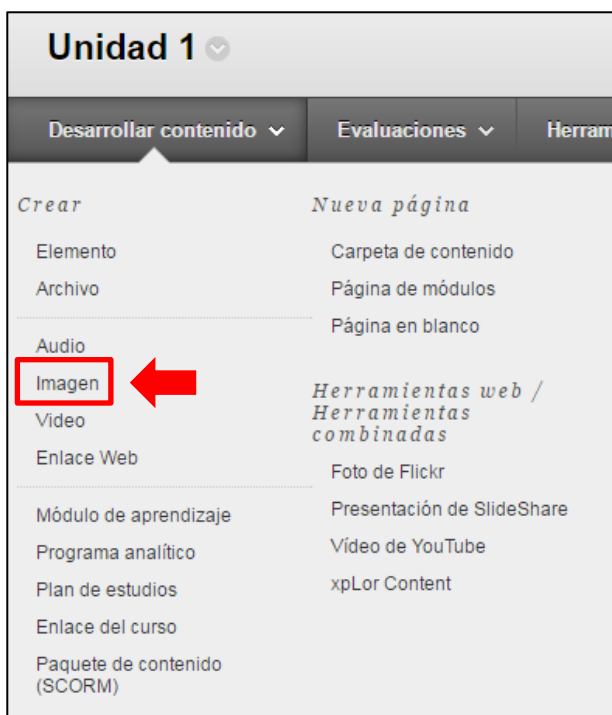 Unidad 1
Desarrollar contenido
Evaluaciones
Herram
Crear
Elemento
Archivo
Audio
Imagen
Video
Enlace Web
Módulo de aprendizaje
Programa analítico
Plan de estudios
Enlace del curso
Paquete de contenido
(SCORM)
Nueva página
Carpeta de contenido
Página de módulos
Página en blanco
Herramientas web /
Herramientas
combinadas
Foto de Flickr
Presentación de SlideShare
Vídeo de YouTube
xpLor Content